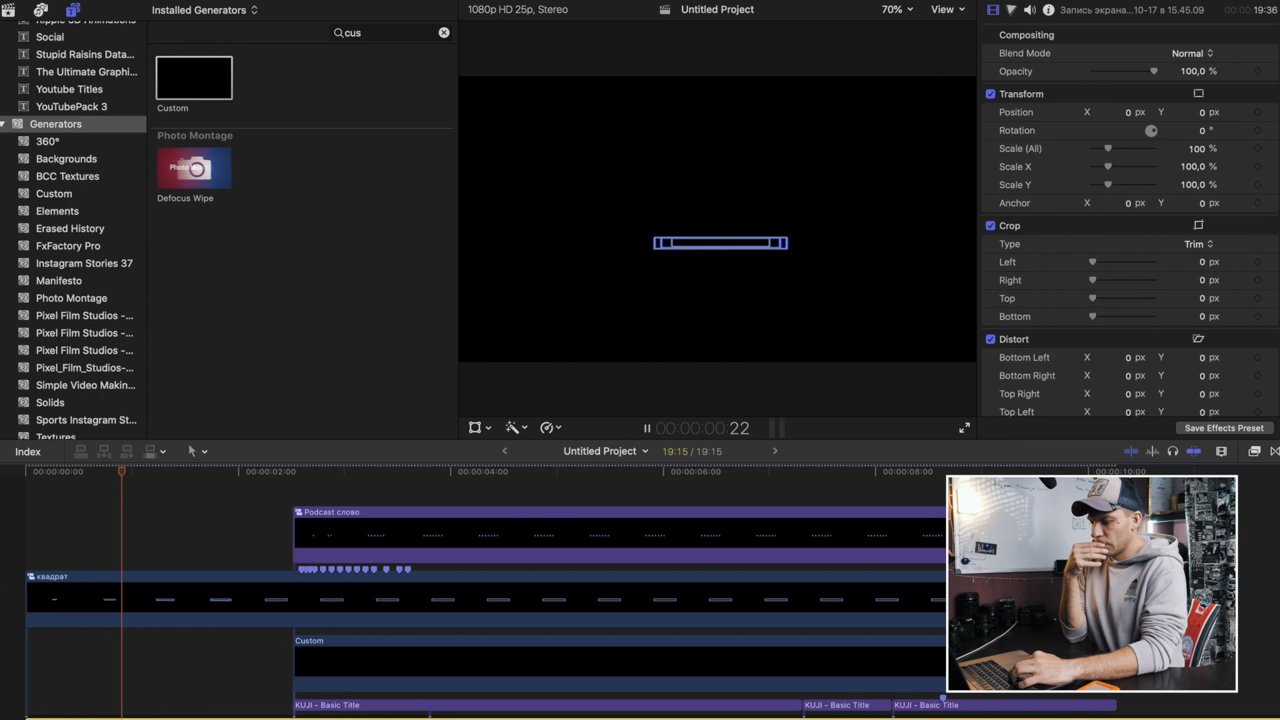 Installed Generators
1080p HD 25p, Stereo
Untitled Project
70%
View
Запись экрана...10-17 в 15.45.09
00:00:19:36
Ripple 3D Animations
Social
Stupid Raisins Data...
The Ultimate Graphi...
Youtube Titles
YouTubePack 3
Generators
360°
Backgrounds
BCC Textures
Custom
Elements
Erased History
FxFactory Pro
Instagram Stories 37
Manifesto
Photo Montage
Pixel Film Studios -...
Pixel Film Studios -...
Pixel Film Studios -...
Pixel_Film_Studios-...
Simple Video Makin...
Solids
Sports Instagram St...
Textures
cus
Custom
Photo Montage
Defocus Wipe
Compositing
Blend Mode Normal
Opacity 100,0 %
Transform
Position X 0 px Y 0 px
Rotation 0 °
Scale (All) 100 %
Scale X 100,0 %
Scale Y 100,0 %
Anchor X 0 px Y 0 px
Crop
Type Trim
Left 0 px
Right 0 px
Top 0 px
Bottom 0 px
Distort
Bottom Left X 0 px Y 0 px
Bottom Right X 0 px Y 0 px
Top Right X 0 px Y 0 px
Top Left X 0 px Y 0 px
00:00:00:22
Save Effects Preset
Index
Untitled Project
19:15 / 19:15
00:00:00:00
00:00:02:00
00:00:04:00
00:00:06:00
00:00:08:00
00:00:10:00
Podcast слово
квадрат
Custom
KUJI - Basic Title
KUJI - Basic Title
KUJI - Basic Title